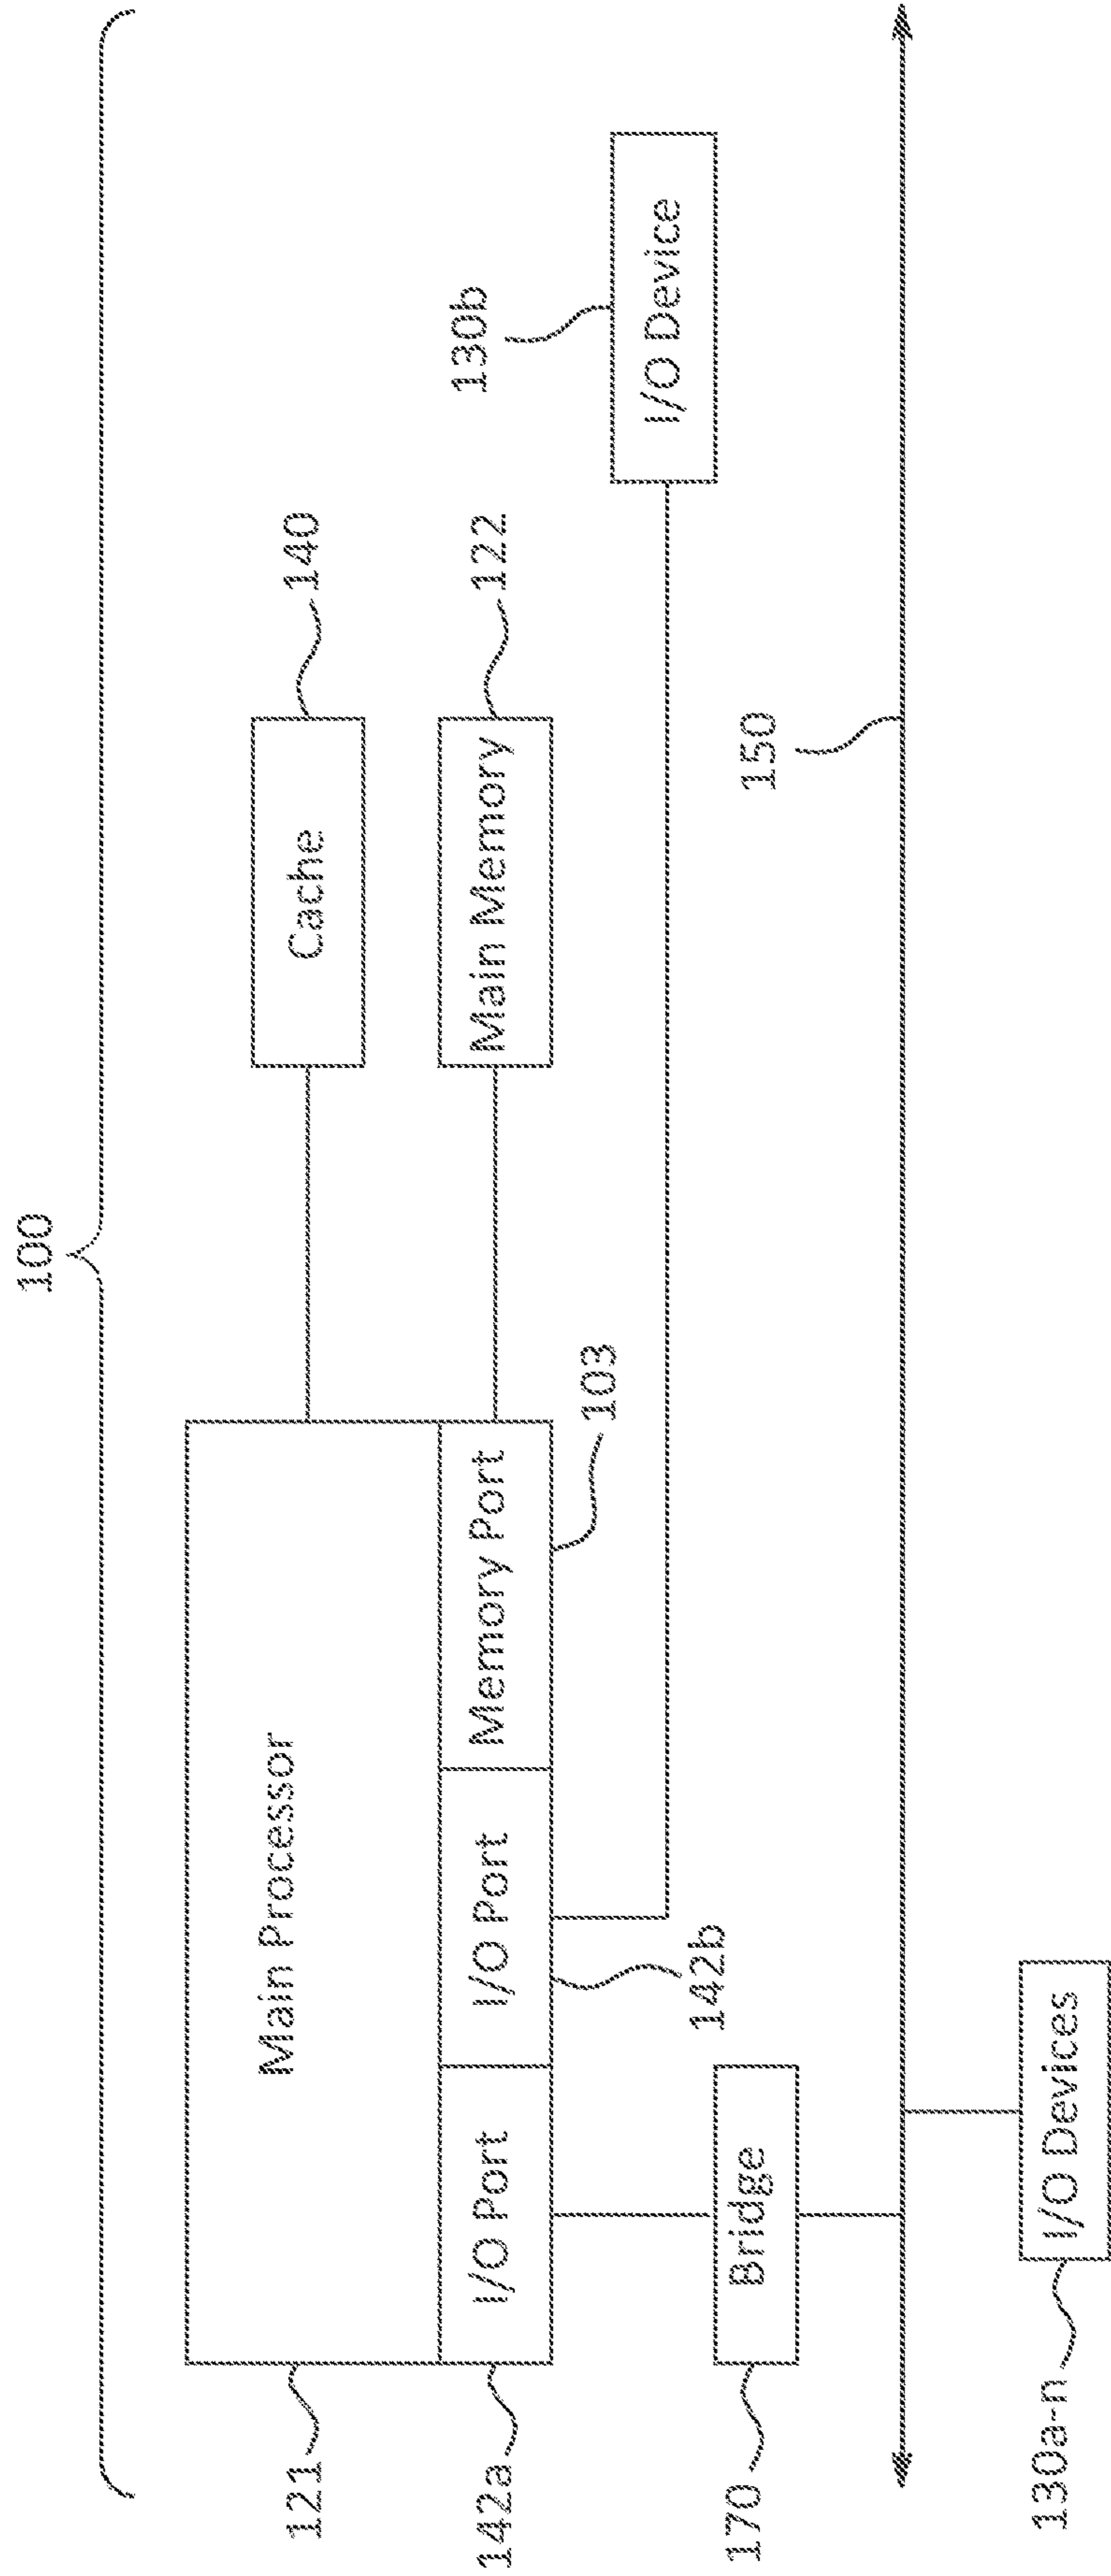 100
121
Main Processor
Cache
140
142a
I/O Port
I/O Port
Memory Port
Main Memory
122
103
142b
130b
I/O Device
170
Bridge
150
130a-n
I/O Devices